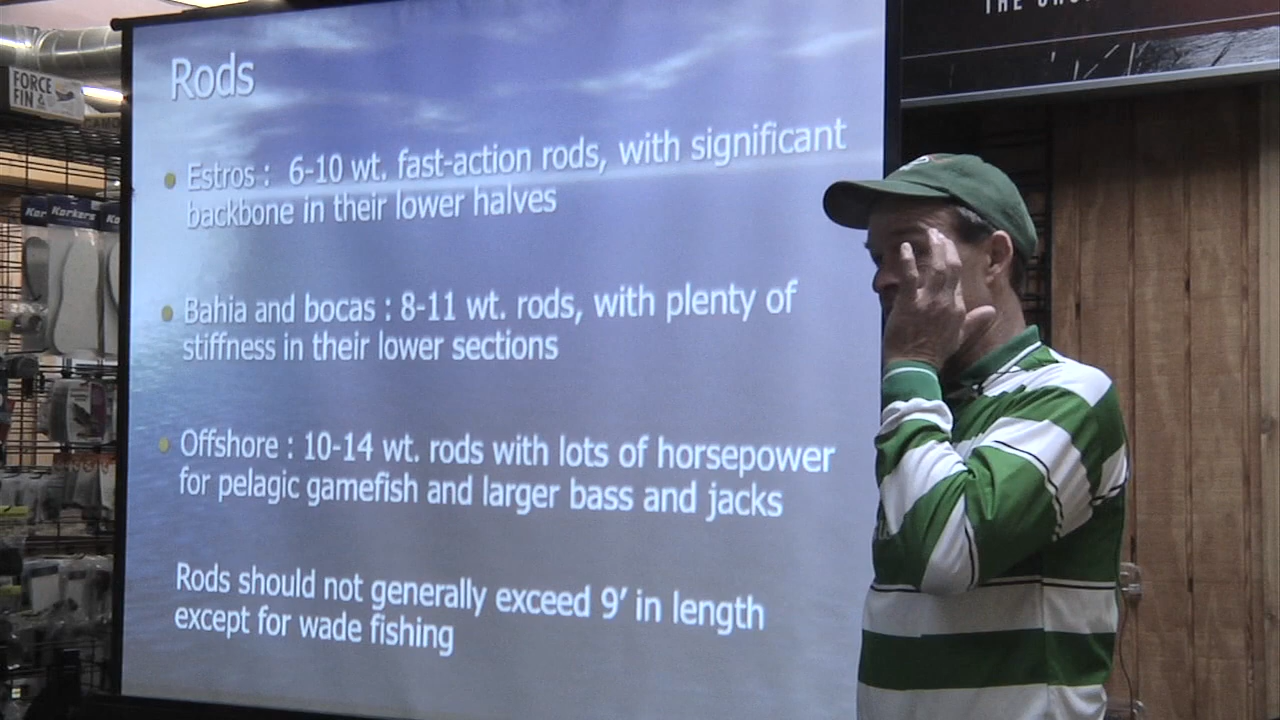 THE
FORCE
FIN
Korkers
Rods
Estros : 6-10 wt. fast-action rods, with significant
backbone in their lower halves
Bahia and bocas : 8-11 wt. rods, with plenty of
stiffness in their lower sections
Offshore : 10-14 wt. rods with lots of horsepower
for pelagic gamefish and larger bass and jacks
Rods should not generally exceed 9' in length
except for wade fishing